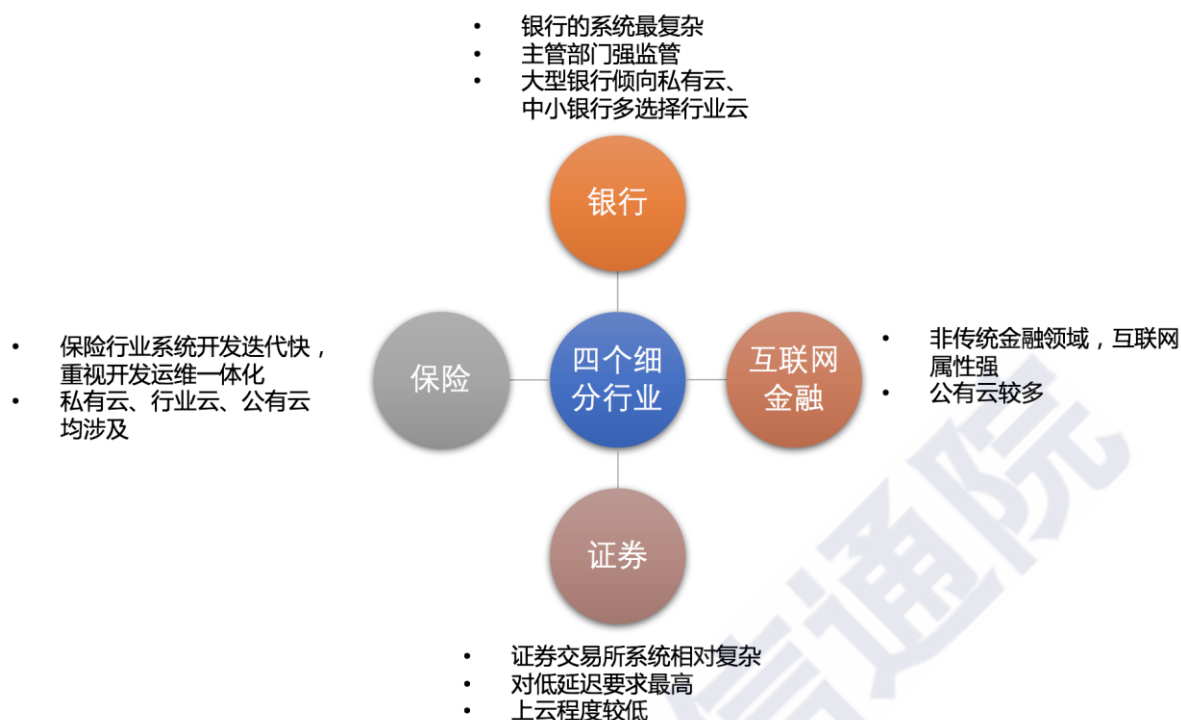 • 银行的系统最复杂
• 主管部门强监管
• 大型银行倾向私有云、
中小银行多选择行业云
银行
• 保险行业系统开发迭代快，
重视开发运维一体化
• 私有云、行业云、公有云
均涉及
保险
四个细
分行业
互联网
金融
• 非传统金融领域，互联网
属性强
• 公有云较多
证券
• 证券交易所系统相对复杂
• 对低延迟要求最高
• 上云程度较低
信通院